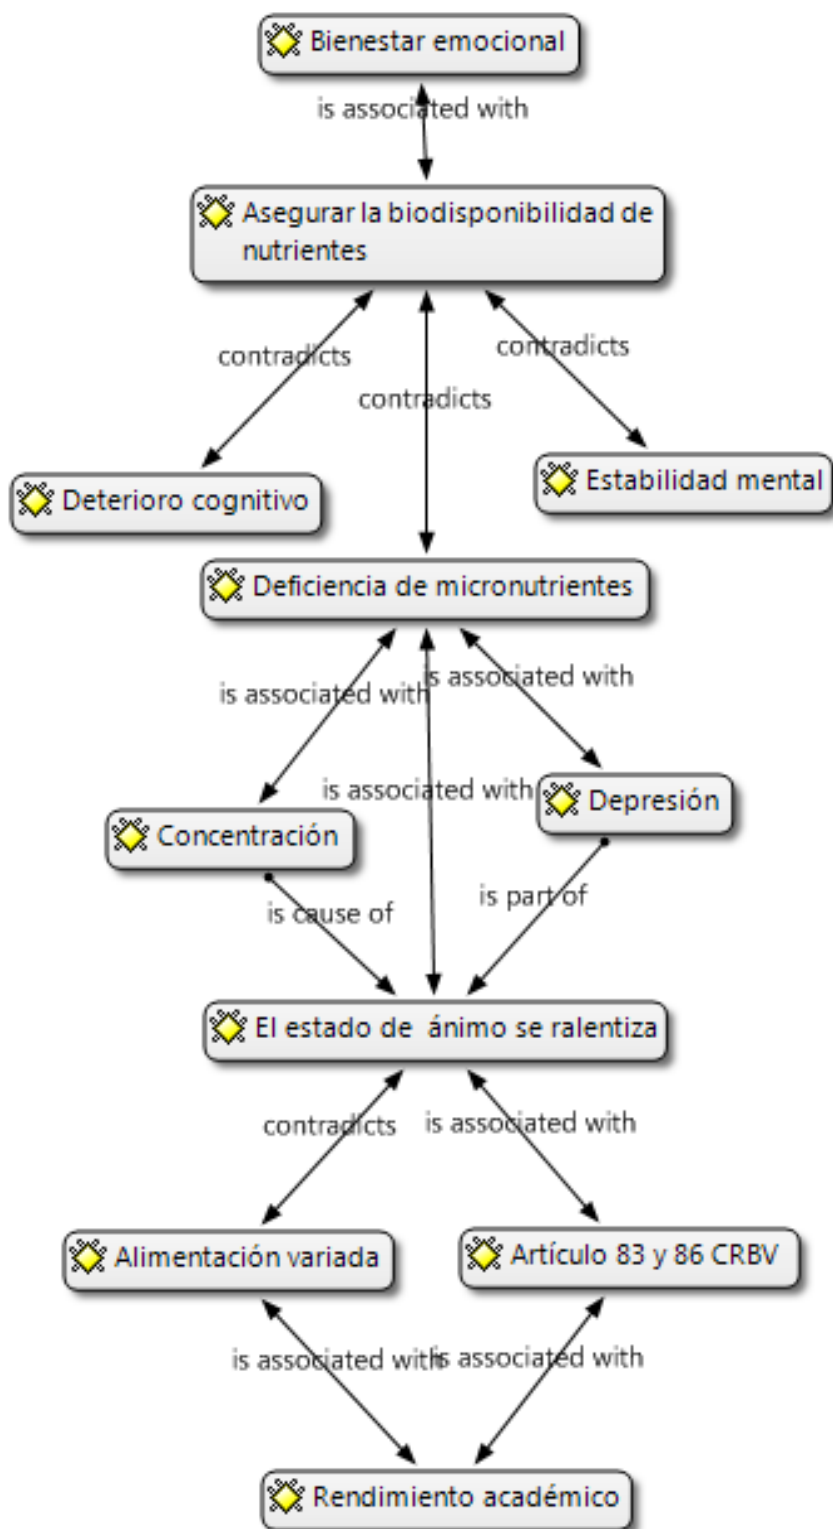 Bienestar emocional
is associated with
Asegurar la biodisponibilidad de
nutrientes
contradicts
contradicts
contradicts
Deterioro cognitivo
Estabilidad mental
Deficiencia de micronutrientes
is associated with
is associated with
is associated with
Concentración
Depresión
is cause of
is part of
El estado de ánimo se ralentiza
contradicts
is associated with
Alimentación variada
Artículo 83 y 86 CRBV
is associated with
is associated with
Rendimiento académico